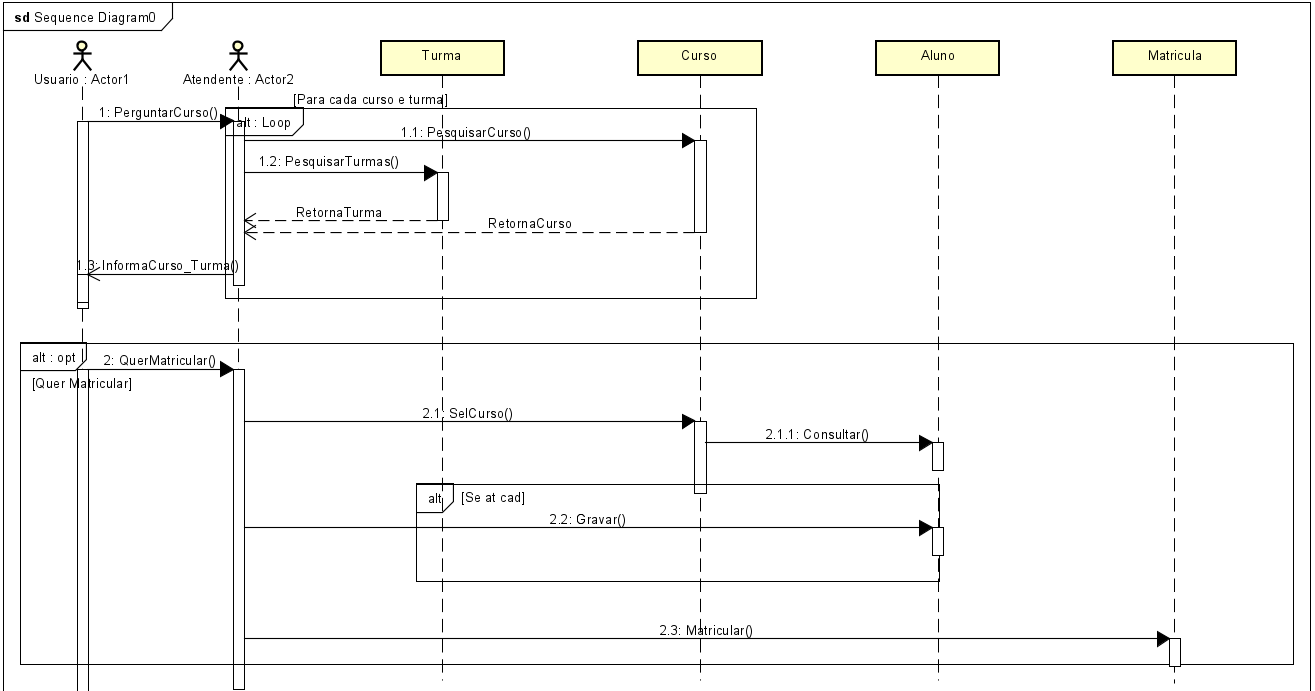 sd Sequence Diagram0
Usuario : Actor1
Atendente : Actor2
Turma
Curso
Aluno
Matricula
[Para cada curso e turma]
1: PerguntarCurso()
alt : Loop
1.1: PesquisarCurso()
1.2: PesquisarTurmas()
RetornaTurma
RetornaCurso
1.3: InformaCurso_Turma()
alt : opt
2: QuerMatricular()
[Quer Matricular]
2.1: SelCurso()
2.1.1: Consultar()
alt
[Se at cad]
2.2: Gravar()
2.3: Matricular()